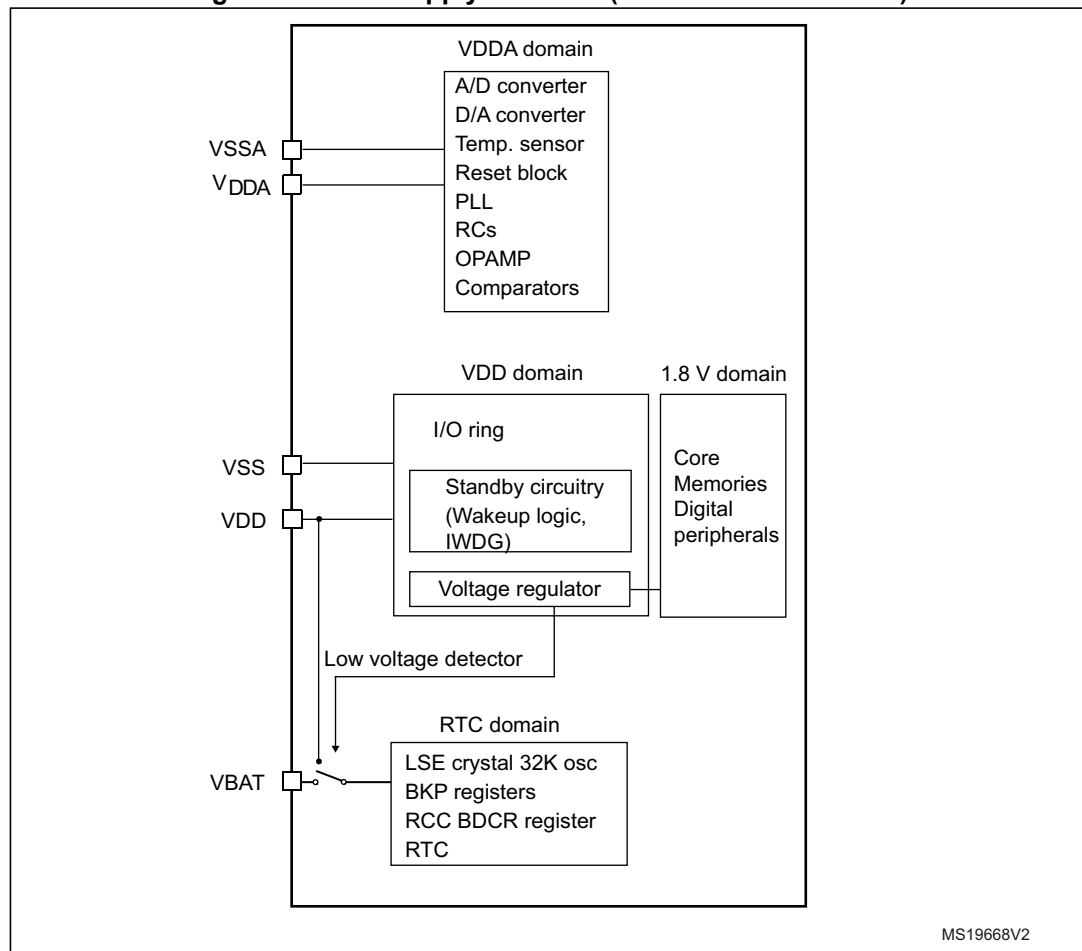 VDDA domain
A/D converter
D/A converter
Temp. sensor
Reset block
PLL
RCs
OPAMP
Comparators
VSSA
VDDA
VDD domain
1.8 V domain
I/O ring
Standby circuitry
(Wakeup logic,
IWDG)
Voltage regulator
Core
Memories
Digital
peripherals
VSS
VDD
Low voltage detector
RTC domain
LSE crystal 32K osc
BKP registers
RCC BDCR register
RTC
VBAT
MS19668V2